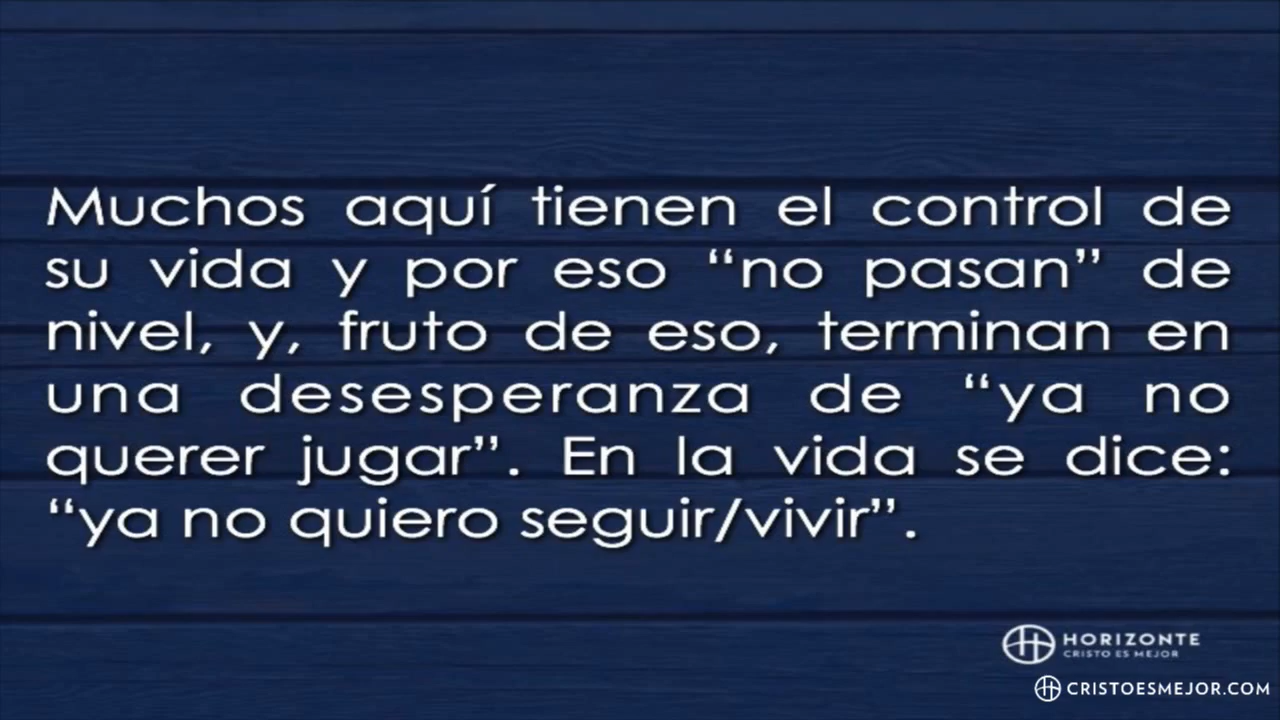 Muchos aquí tienen el control de
su vida y por eso “no pasan” de
nivel, y, fruto de eso, terminan en
una desesperanza de “ya no
querer jugar”. En la vida se dice:
“ya no quiero seguir/vivir”.
HORIZONTE
CRISTO ES MEJOR
CRISTOESMEJOR.COM